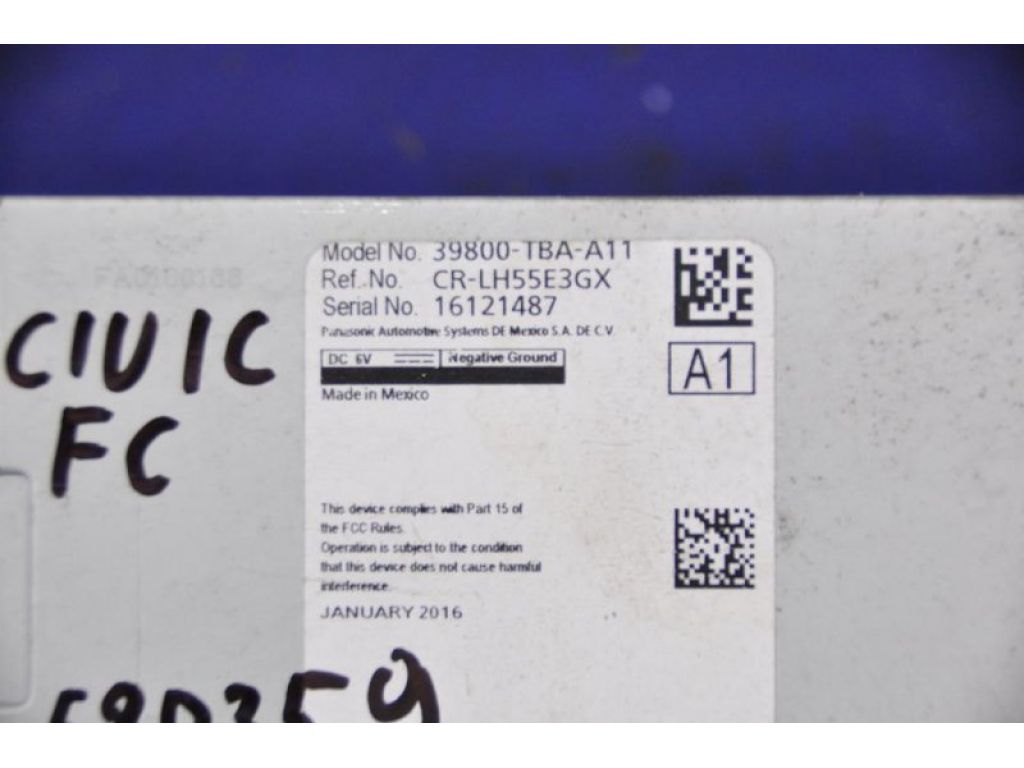 Model No. 39800-TBA-A11
Ref. No. CR-LH55E3GX
Serial No. 16121487
Panasonic Automotive Systems DE Mexico S.A. DE C.V.
DC 6V Negative Ground
Made in Mexico
A1
CIVIC
FC
This device complies with Part 15 of
the FCC Rules.
Operation is subject to the condition
that this device does not cause harmful
interference.
JANUARY 2016